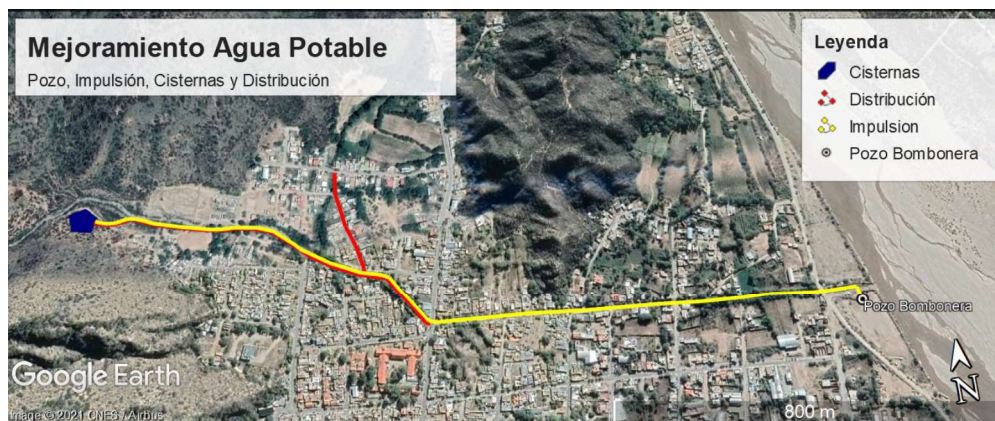 Mejoramiento Agua Potable
Pozo, Impulsión, Cisternas y Distribución
Leyenda
Cisternas
Distribución
Impulsion
Pozo Bombonera
Pozo Bombonera
Google Earth
Image © 2021 CNES / Airbus
800 m
N